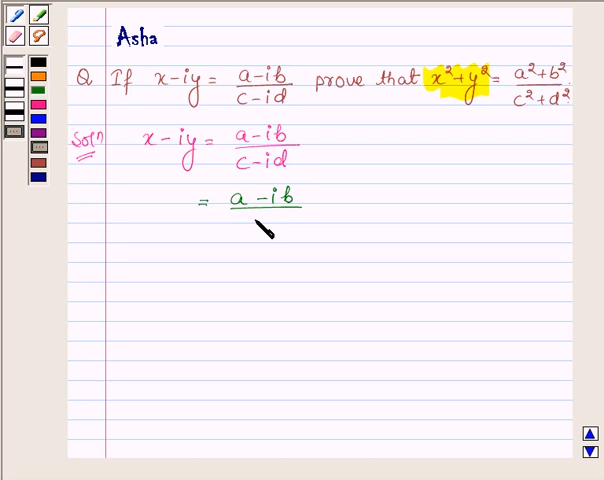 Asha
Q If x-iy = (a-ib)/(c-id) prove that x²+y² = (a²+b²)/(c²+d²).
Solⁿ x-iy = (a-ib)/(c-id)
= a-ib